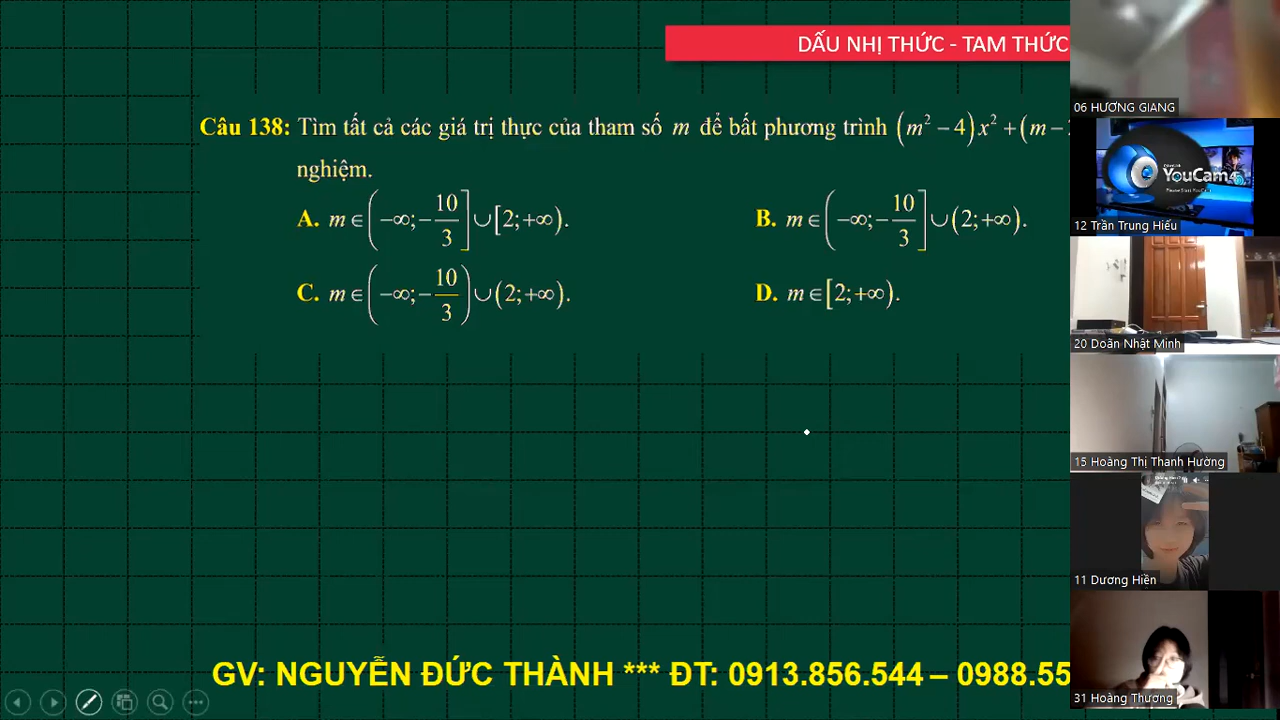 DẤU NHỊ THỨC - TAM THỨC
Câu 138: Tìm tất cả các giá trị thực của tham số m để bất phương trình (m² − 4)x² + (m −
nghiệm.
A. m ∈ (−∞; −10/3] ∪ [2; +∞).
B. m ∈ (−∞; −10/3] ∪ (2; +∞).
C. m ∈ (−∞; −10/3) ∪ (2; +∞).
D. m ∈ [2; +∞).
GV: NGUYỄN ĐỨC THÀNH *** ĐT: 0913.856.544 – 0988.55
06 HƯƠNG GIANG
YouCam
12 Trần Trung Hiếu
20 Doãn Nhật Minh
15 Hoàng Thị Thanh Hường
11 Dương Hiền
31 Hoàng Thương